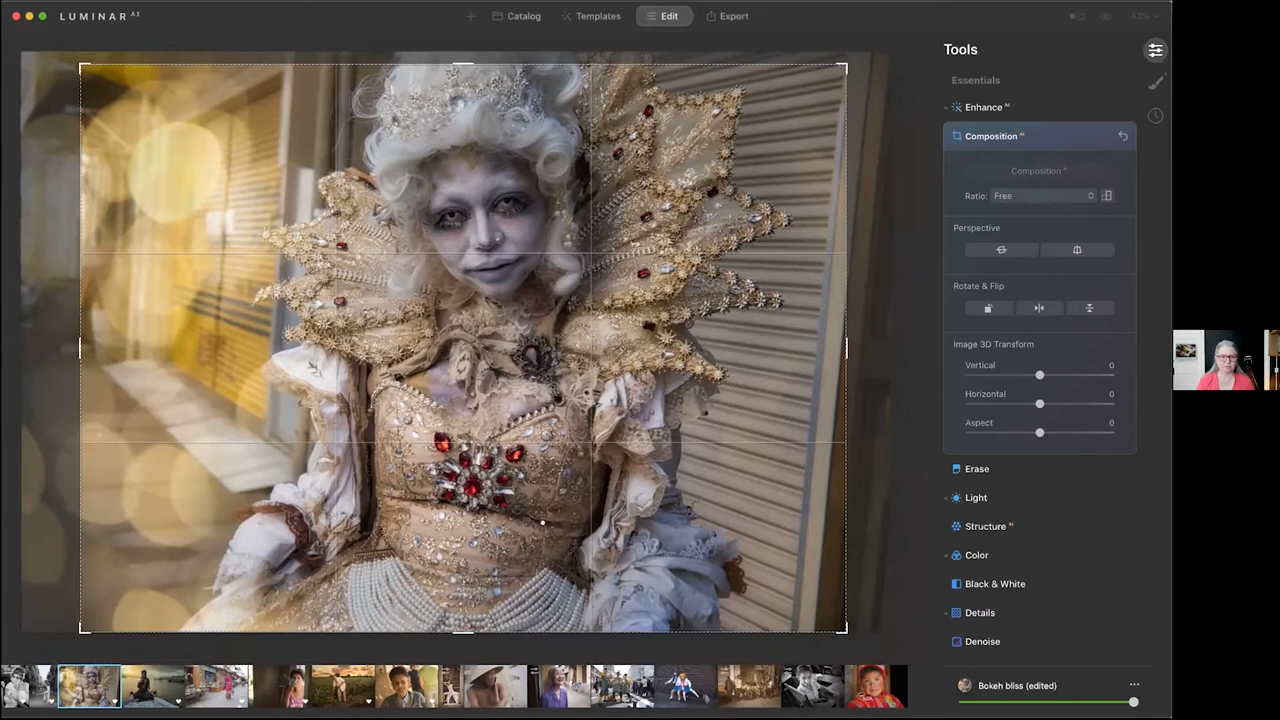 LUMINAR AI
Catalog
Templates
Edit
Export
43%
Tools
Essentials
Enhance AI
Composition AI
Composition AI
Ratio: Free
Perspective
Rotate & Flip
Image 3D Transform
Vertical 0
Horizontal 0
Aspect 0
Erase
Light
Structure AI
Color
Black & White
Details
Denoise
Bokeh bliss (edited)